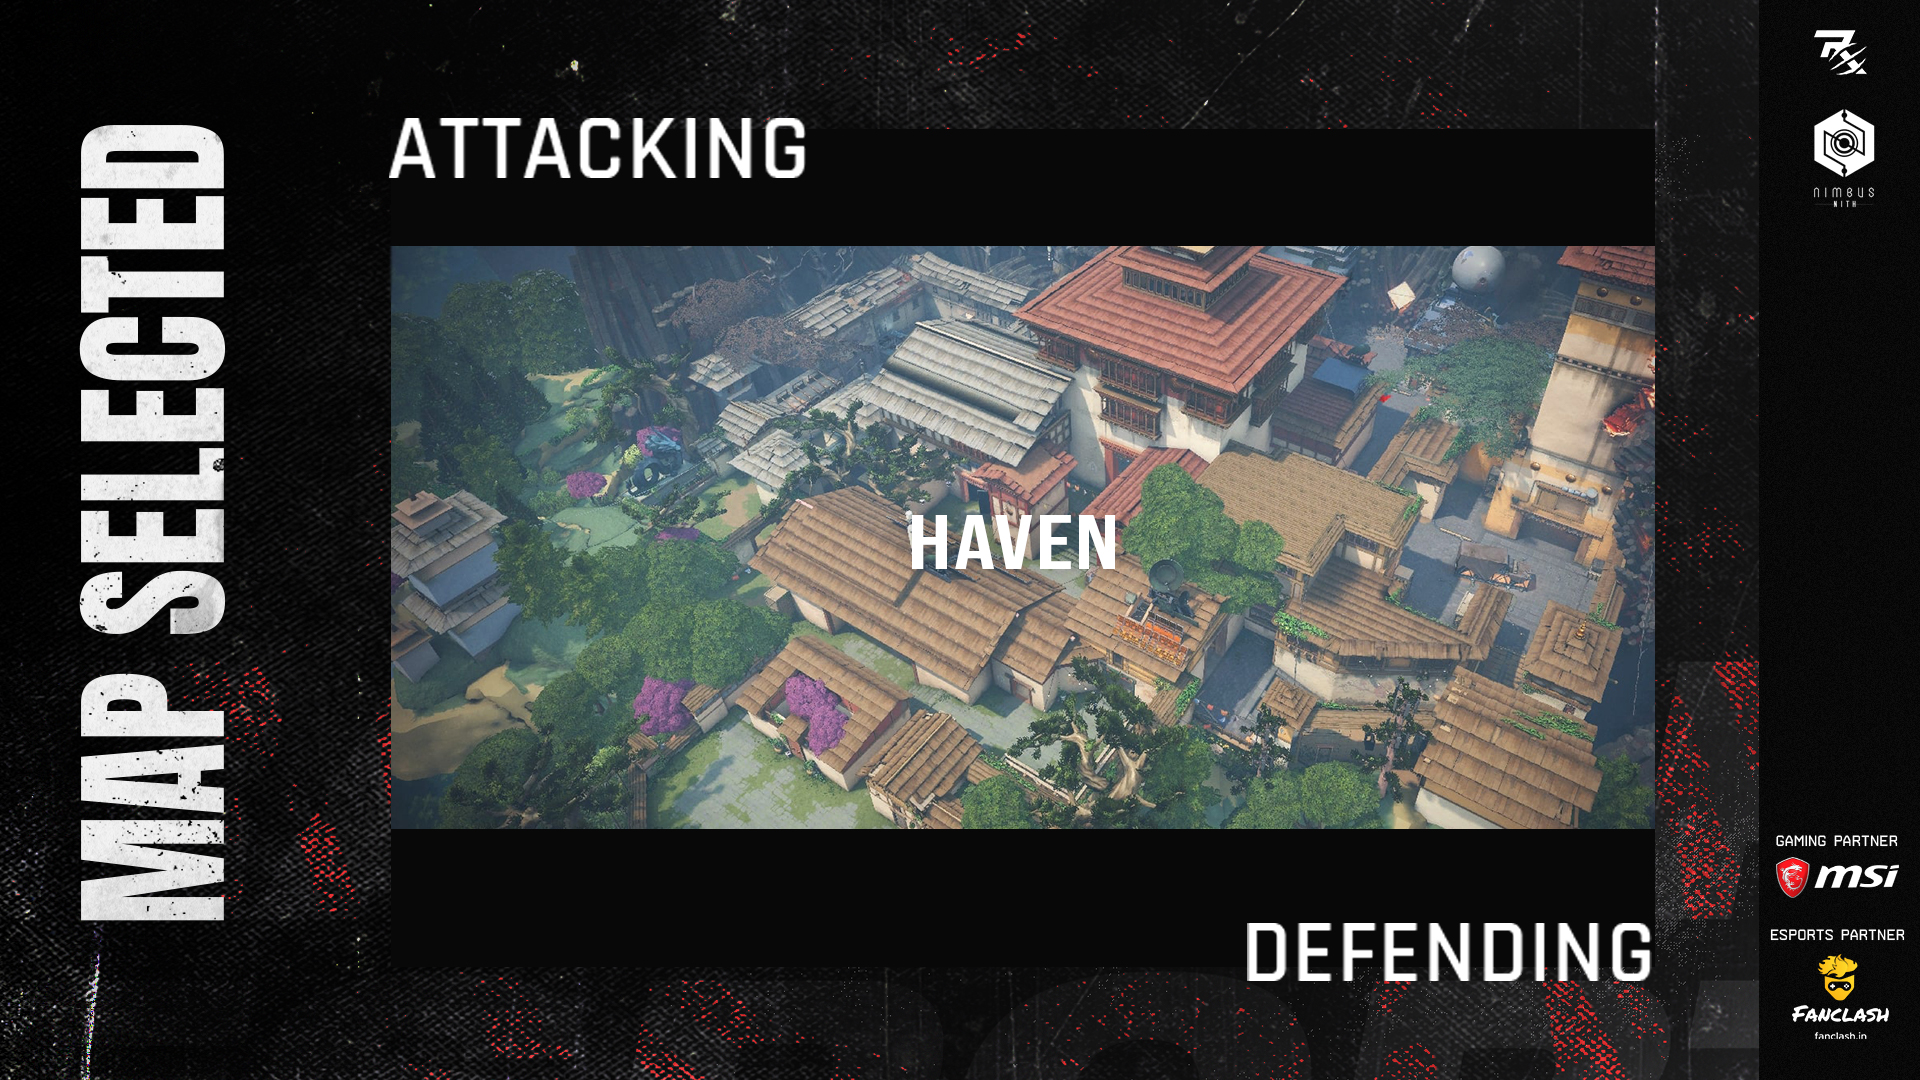 MAP SELECTED
ATTACKING
HAVEN
DEFENDING
NIMBUS
NITH
GAMING PARTNER
msi
ESPORTS PARTNER
FANCLASH
fanclash.in